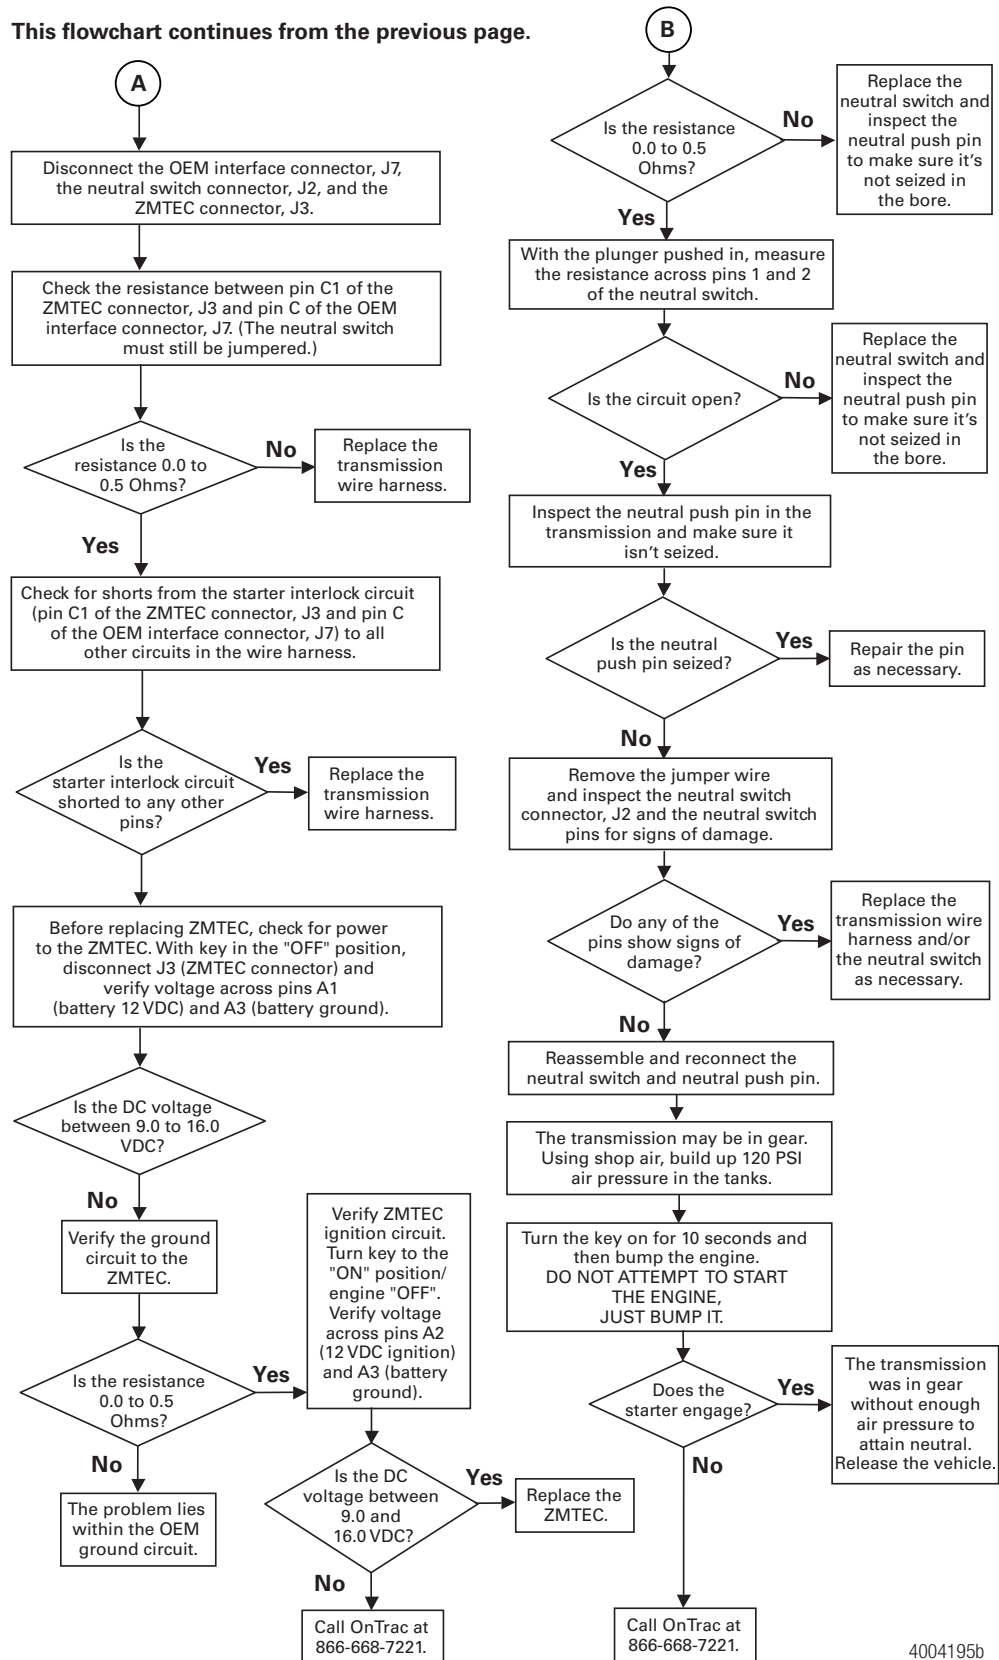 This flowchart continues from the previous page.
A
Disconnect the OEM interface connector, J7,
the neutral switch connector, J2, and the
ZMTEC connector, J3.
Check the resistance between pin C1 of the
ZMTEC connector, J3 and pin C of the OEM
interface connector, J7. (The neutral switch
must still be jumpered.)
Is the
resistance 0.0 to
0.5 Ohms?
No
Replace the
transmission
wire harness.
Yes
Check for shorts from the starter interlock circuit
(pin C1 of the ZMTEC connector, J3 and pin C
of the OEM interface connector, J7) to all
other circuits in the wire harness.
Is the
starter interlock circuit
shorted to any other
pins?
Yes
Replace the
transmission
wire harness.
Before replacing ZMTEC, check for power
to the ZMTEC. With key in the "OFF" position,
disconnect J3 (ZMTEC connector) and
verify voltage across pins A1
(battery 12 VDC) and A3 (battery ground).
Is the DC voltage
between 9.0 to 16.0
VDC?
No
Verify the ground
circuit to the
ZMTEC.
Is the resistance
0.0 to 0.5
Ohms?
Yes
Verify ZMTEC
ignition circuit.
Turn key to the
"ON" position/
engine "OFF".
Verify voltage
across pins A2
(12 VDC ignition)
and A3 (battery
ground).
No
The problem lies
within the OEM
ground circuit.
Is the DC
voltage between
9.0 and
16.0 VDC?
Yes
Replace the
ZMTEC.
No
Call OnTrac at
866-668-7221.
B
Is the resistance
0.0 to 0.5
Ohms?
No
Replace the
neutral switch and
inspect the
neutral push pin
to make sure it's
not seized in
the bore.
Yes
With the plunger pushed in, measure
the resistance across pins 1 and 2
of the neutral switch.
Is the circuit open?
No
Replace the
neutral switch and
inspect the
neutral push pin
to make sure it's
not seized in
the bore.
Yes
Inspect the neutral push pin in the
transmission and make sure it
isn't seized.
Is the neutral
push pin seized?
Yes
Repair the pin
as necessary.
No
Remove the jumper wire
and inspect the neutral switch
connector, J2 and the neutral switch
pins for signs of damage.
Do any of the
pins show signs of
damage?
Yes
Replace the
transmission wire
harness and/or
the neutral switch
as necessary.
No
Reassemble and reconnect the
neutral switch and neutral push pin.
The transmission may be in gear.
Using shop air, build up 120 PSI
air pressure in the tanks.
Turn the key on for 10 seconds and
then bump the engine.
DO NOT ATTEMPT TO START
THE ENGINE,
JUST BUMP IT.
Does the
starter engage?
Yes
The transmission
was in gear
without enough
air pressure to
attain neutral.
Release the vehicle.
No
Call OnTrac at
866-668-7221.
4004195b